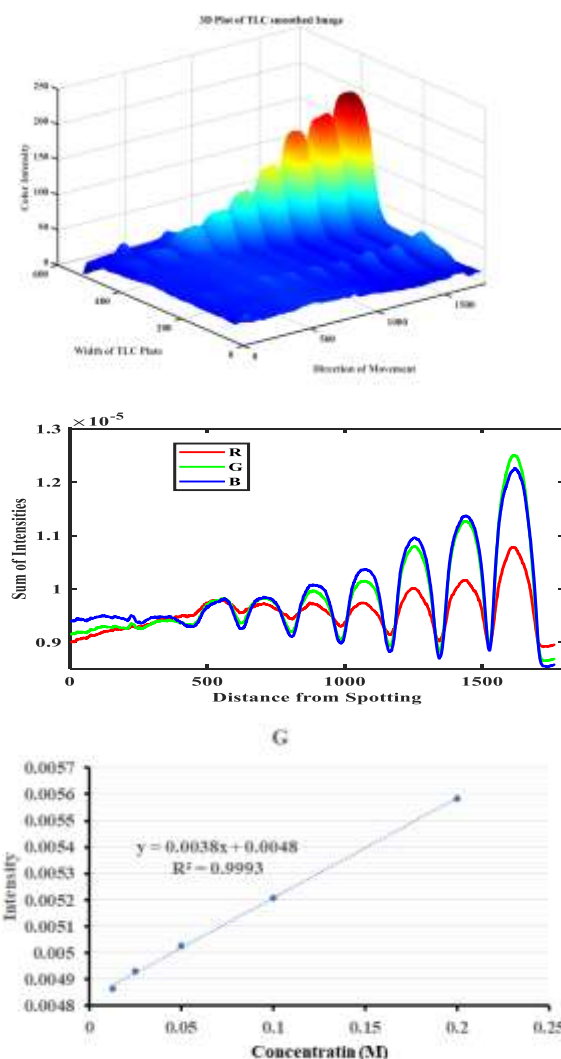 3D Plot of TLC smoothed Image
250
200
150
100
50
0
600
400
200
0
0
500
1000
1500
Color Intensity
Width of TLC Plate
Direction of Movement
×10⁻⁵
1.3
1.2
1.1
1
0.9
R
G
B
Sum of Intensities
0
500
1000
1500
Distance from Spotting
G
0.0057
0.0056
0.0055
0.0054
0.0053
0.0052
0.0051
0.005
0.0049
0.0048
y = 0.0038x + 0.0048
R² = 0.9993
Intensity
0
0.05
0.1
0.15
0.2
0.25
Concentratin (M)